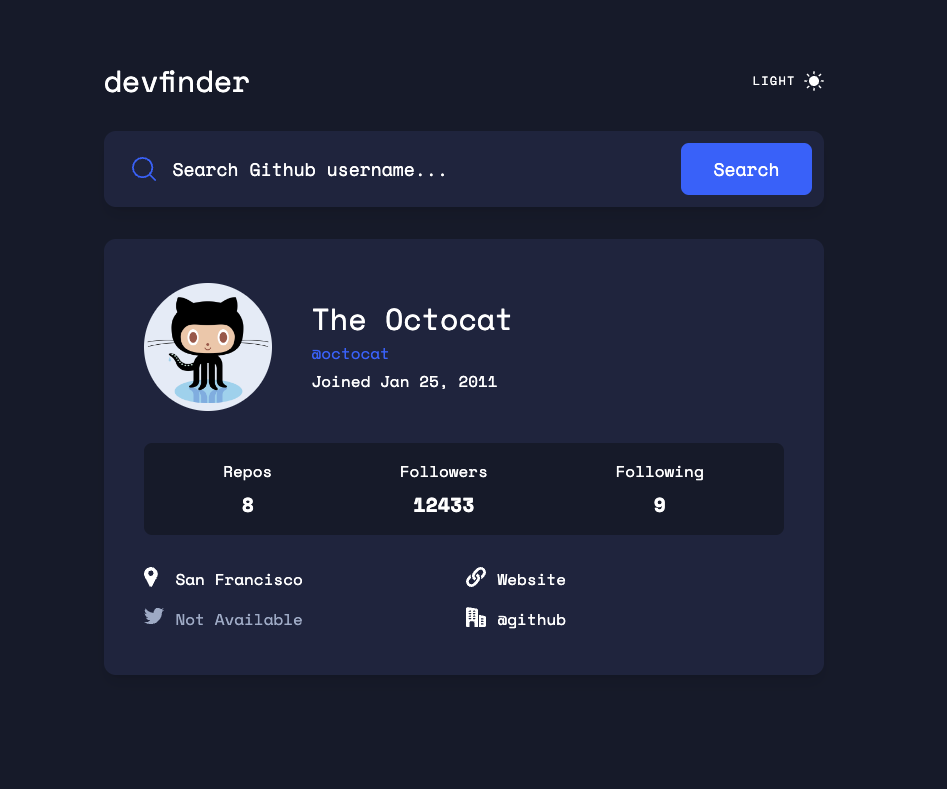 devfinder
LIGHT
Search Github username...
Search
The Octocat
@octocat
Joined Jan 25, 2011
Repos Followers Following
8 12433 9
San Francisco Website
Not Available @github